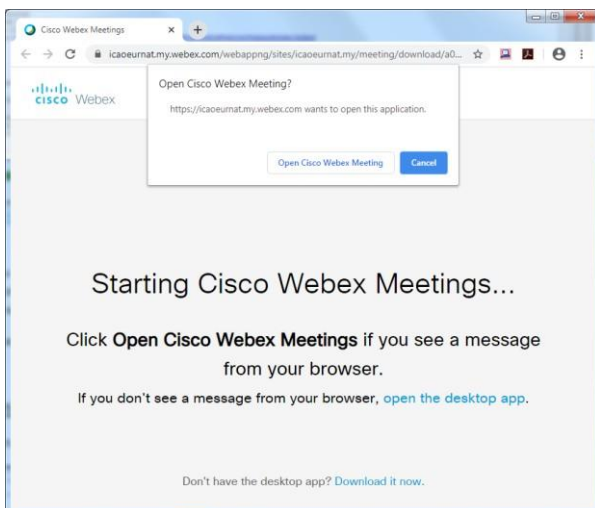 Cisco Webex Meetings
icaoeurnat.my.webex.com/webappng/sites/icaoeurnat.my/meeting/download/a0...
Open Cisco Webex Meeting?
https://icaoeurnat.my.webex.com wants to open this application.
Open Cisco Webex Meeting
Cancel
cisco Webex
Starting Cisco Webex Meetings...
Click Open Cisco Webex Meetings if you see a message
from your browser.
If you don't see a message from your browser, open the desktop app.
Don't have the desktop app? Download it now.